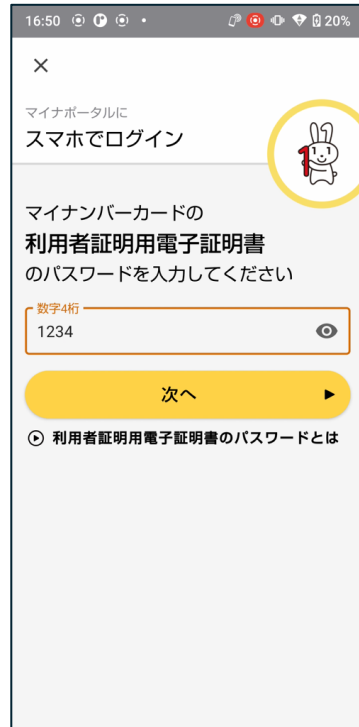 16:50
20%
マイナポータルに
スマホでログイン
マイナンバーカードの
利用者証明用電子証明書
のパスワードを入力してください
数字4桁
1234
次へ
利用者証明用電子証明書のパスワードとは